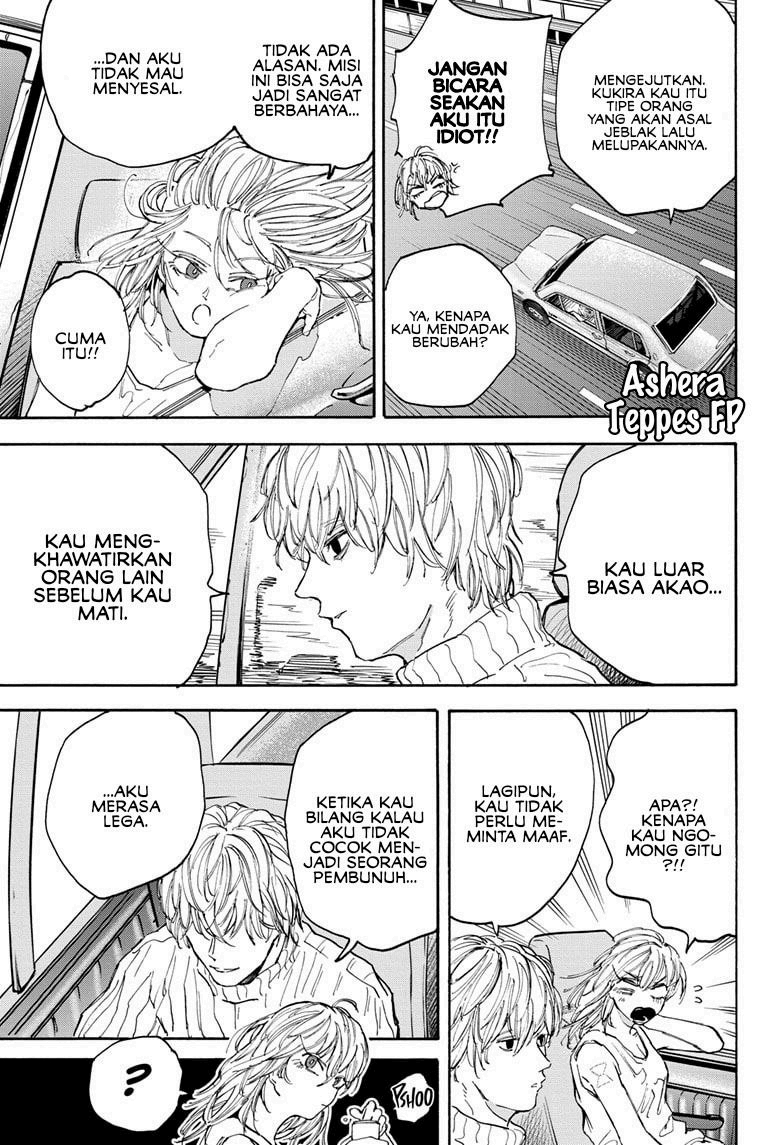 MENGEJUTKAN.
KUKIRA KAU ITU
TIPE ORANG
YANG AKAN ASAL
JEBLAK LALU
MELUPAKANNYA.
JANGAN
BICARA
SEAKAN
AKU ITU
IDIOT!!
YA, KENAPA
KAU MENDADAK
BERUBAH?
TIDAK ADA
ALASAN. MISI
INI BISA SAJA
JADI SANGAT
BERBAHAYA...
...DAN AKU
TIDAK MAU
MENYESAL.
CUMA
ITU!!
Ashera
Teppes FP
KAU LUAR
BIASA AKAO...
KAU MENG-
KHAWATIRKAN
ORANG LAIN
SEBELUM KAU
MATI.
APA?!
KENAPA
KAU NGO-
MONG GITU
?!!
LAGIPUN,
KAU TIDAK
PERLU ME-
MINTA MAAF.
KETIKA KAU
BILANG KALAU
AKU TIDAK
COCOK MEN-
JADI SEORANG
PEMBUNUH...
...AKU
MERASA
LEGA.
PSHOO
?